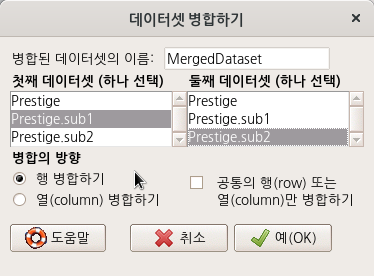 데이터셋 병합하기
병합된 데이터셋의 이름: MergedDataset
첫째 데이터셋 (하나 선택) 둘째 데이터셋 (하나 선택)
Prestige Prestige
Prestige.sub1 Prestige.sub1
Prestige.sub2 Prestige.sub2
병합의 방향
행 병합하기
열(column) 병합하기
공통의 행(row) 또는
열(column)만 병합하기
도움말 취소 예(OK)